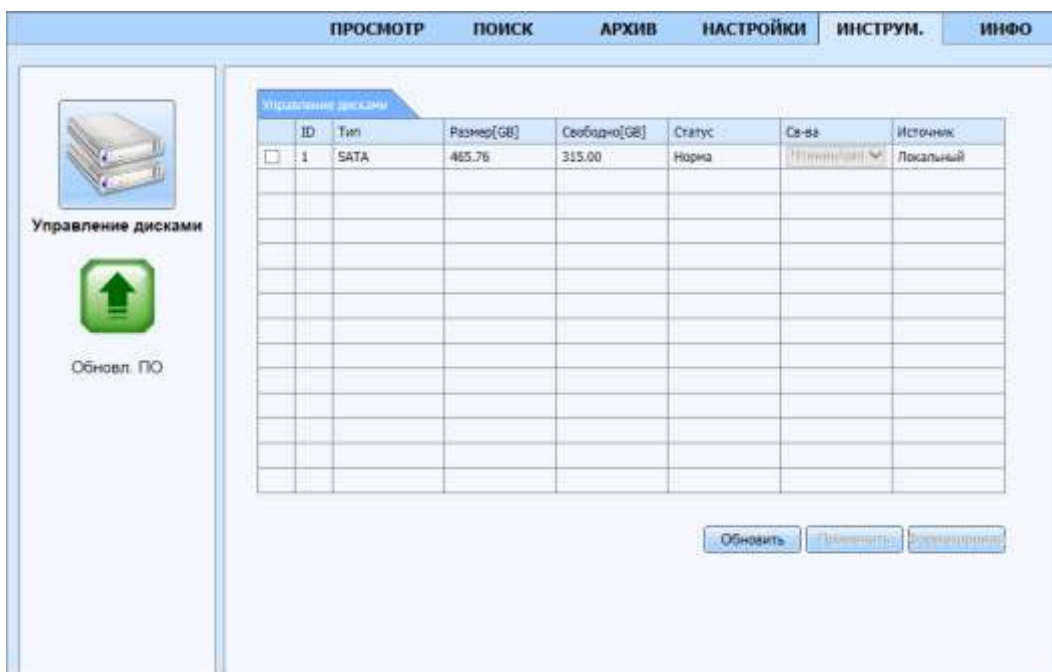 ПРОСМОТР ПОИСК АРХИВ НАСТРОЙКИ ИНСТРУМ. ИНФО
Управление дисками
Обновл. ПО
Управление дисками
ID Тип Размер[GB] Свободно[GB] Статус Св-ва Источник
1 SATA 465.76 315.00 Норма Локальный
Обновить Применить